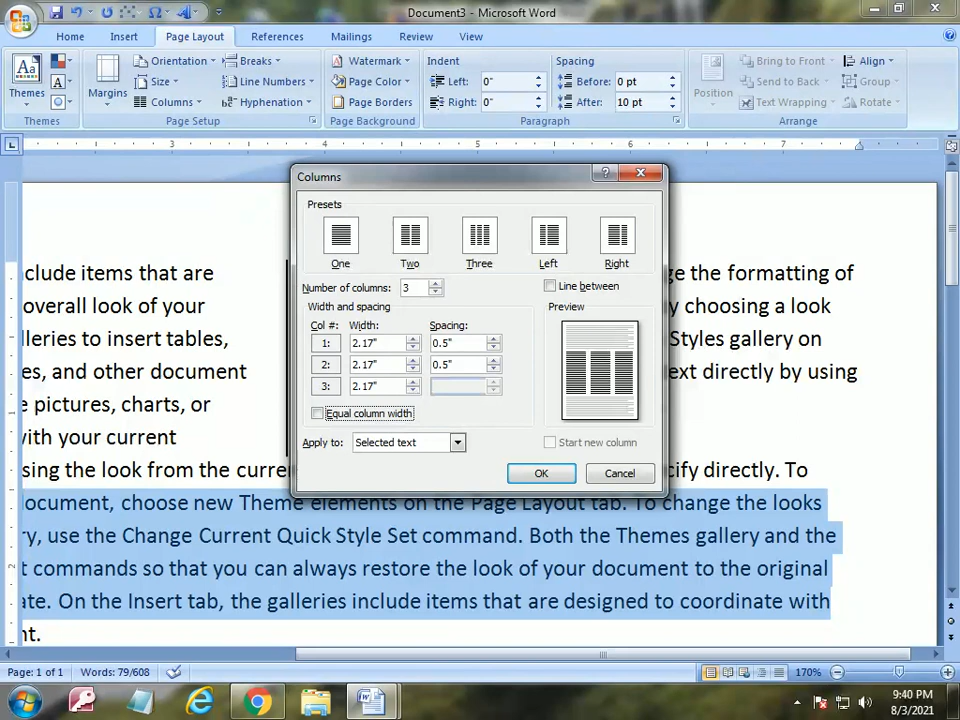 Document3 - Microsoft Word
Home Insert Page Layout References Mailings Review View
Themes
Margins
Orientation
Size
Columns
Breaks
Line Numbers
Hyphenation
Watermark
Page Color
Page Borders
Indent
Left: 0"
Right: 0"
Spacing
Before: 0 pt
After: 10 pt
Position
Bring to Front
Send to Back
Text Wrapping
Align
Group
Rotate
Themes Page Setup Page Background Paragraph Arrange
3 4 5 6 7
Columns
Presets
One Two Three Left Right
Number of columns: 3
Line between
Width and spacing
Preview
Col #: Width: Spacing:
1: 2.17" 0.5"
2: 2.17" 0.5"
3: 2.17"
Equal column width
Apply to: Selected text
Start new column
OK Cancel
clude items that are
ge the formatting of
overall look of your
y choosing a look
lleries to insert tables,
Styles gallery on
es, and other document
ext directly by using
e pictures, charts, or
with your current
sing the look from the curre
cify directly. To
document, choose new Theme elements on the Page Layout tab. To change the looks
ry, use the Change Current Quick Style Set command. Both the Themes gallery and the
t commands so that you can always restore the look of your document to the original
ate. On the Insert tab, the galleries include items that are designed to coordinate with
nt.
Page: 1 of 1 Words: 79/608 170%
9:40 PM
8/3/2021